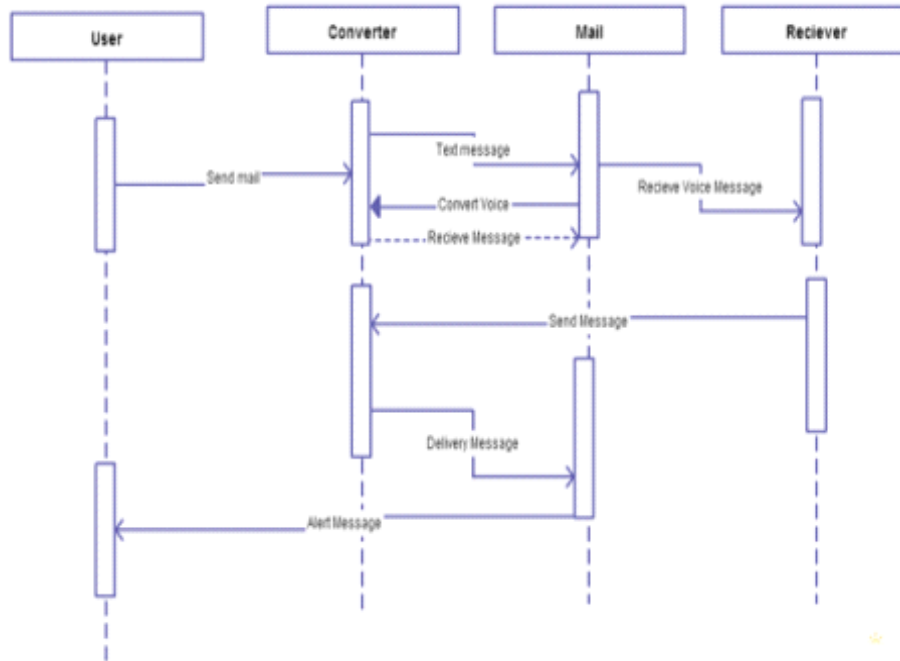 User
Converter
Mail
Reciever
Text message
Send mail
Recieve Voice Message
Convert Voice
Recieve Message
Send Message
Delivery Message
Alert Message